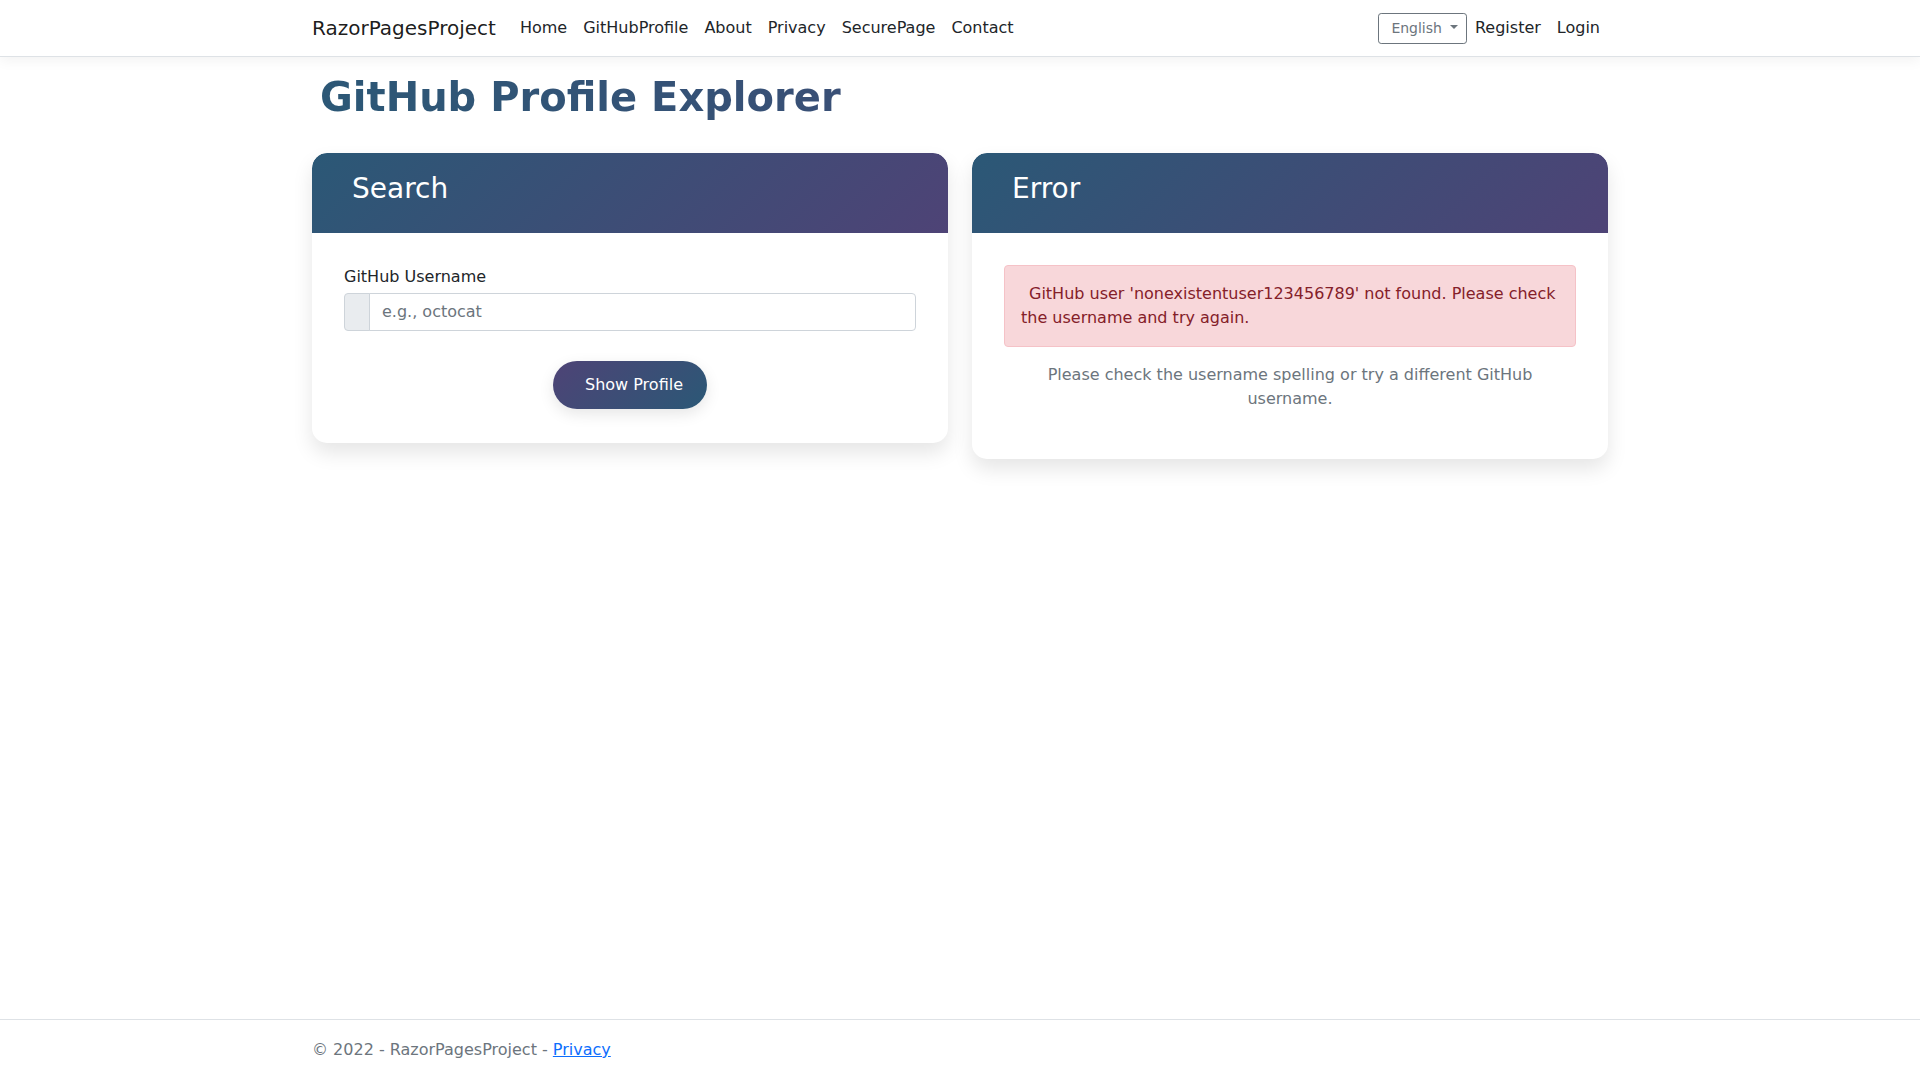 RazorPagesProject Home GitHubProfile About Privacy SecurePage Contact English Register Login
GitHub Profile Explorer
Search
GitHub Username
e.g., octocat
Show Profile
Error
GitHub user 'nonexistentuser123456789' not found. Please check
the username and try again.
Please check the username spelling or try a different GitHub
username.
© 2022 - RazorPagesProject - Privacy